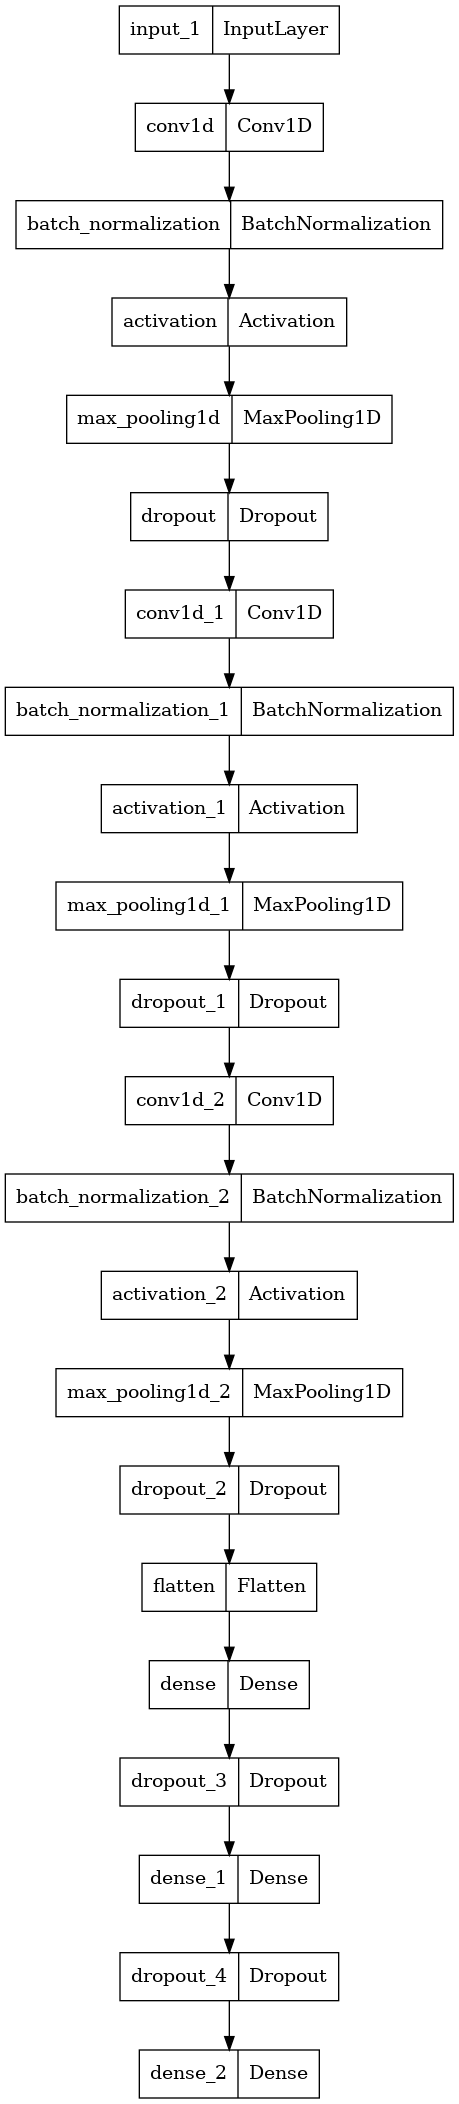 input_1 InputLayer
conv1d Conv1D
batch_normalization BatchNormalization
activation Activation
max_pooling1d MaxPooling1D
dropout Dropout
conv1d_1 Conv1D
batch_normalization_1 BatchNormalization
activation_1 Activation
max_pooling1d_1 MaxPooling1D
dropout_1 Dropout
conv1d_2 Conv1D
batch_normalization_2 BatchNormalization
activation_2 Activation
max_pooling1d_2 MaxPooling1D
dropout_2 Dropout
flatten Flatten
dense Dense
dropout_3 Dropout
dense_1 Dense
dropout_4 Dropout
dense_2 Dense